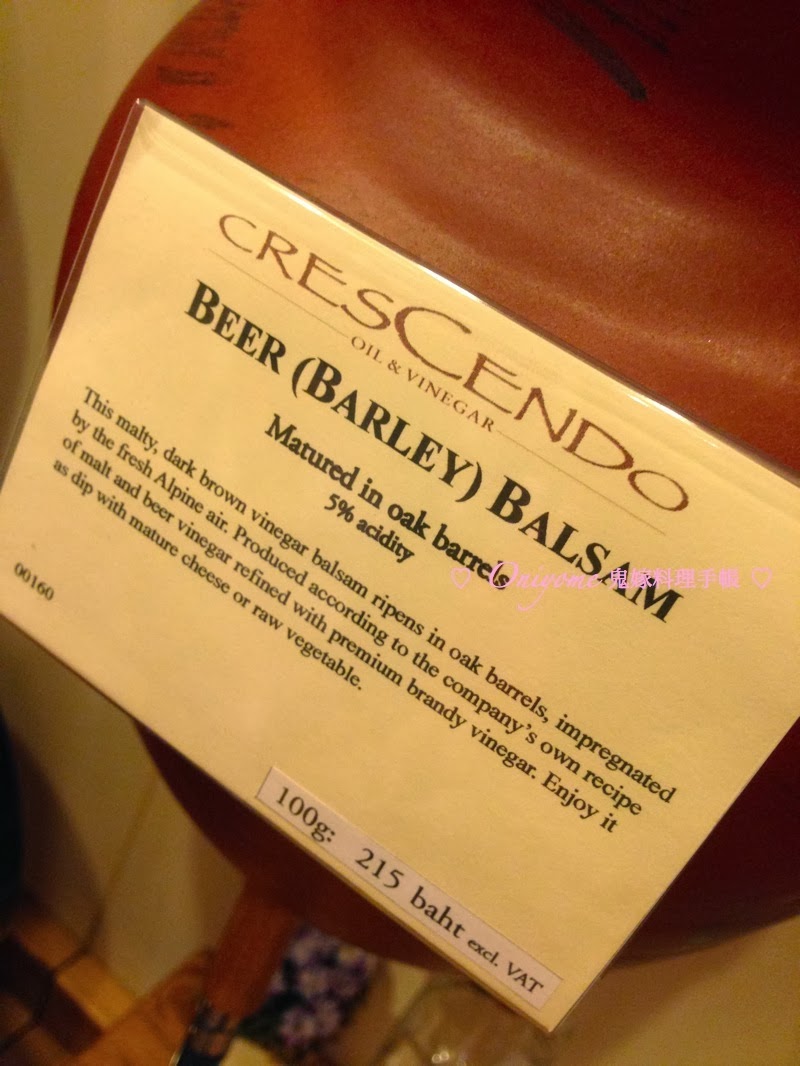 CRESCENDO
OIL & VINEGAR
BEER (BARLEY) BALSAM
Matured in oak barrels
5% acidity
This malty, dark brown vinegar balsam ripens in oak barrels, impregnated
by the fresh Alpine air. Produced according to the company's own recipe
of malt and beer vinegar refined with premium brandy vinegar. Enjoy it
as dip with mature cheese or raw vegetable.
00160
100g: 215 baht excl. VAT
♡ Oniyome 鬼嫁料理手帳 ♡